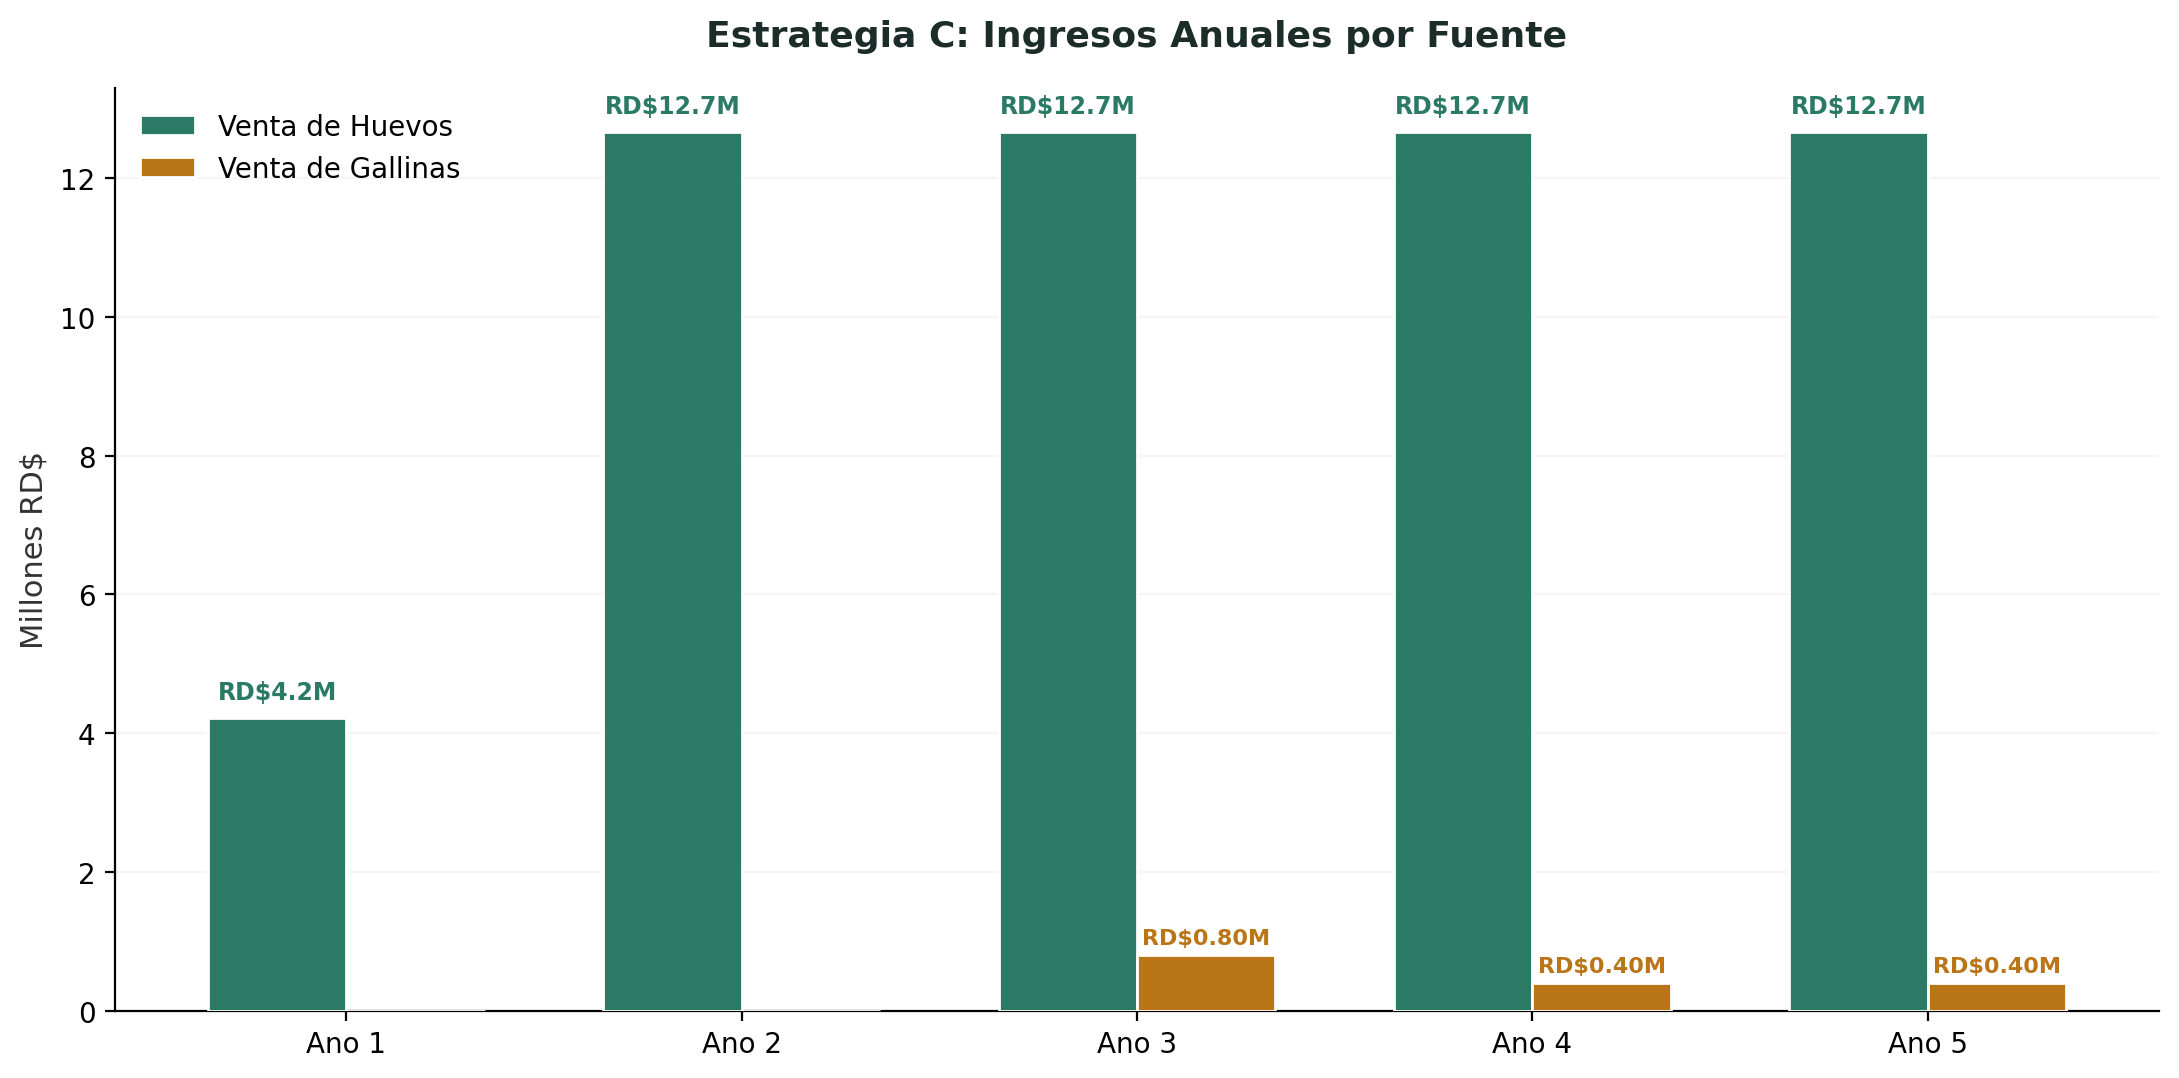 Estrategia C: Ingresos Anuales por Fuente
Venta de Huevos
Venta de Gallinas
RD$12.7M
RD$12.7M
RD$12.7M
RD$12.7M
RD$4.2M
RD$0.80M
RD$0.40M
RD$0.40M
Millones RD$
12
10
8
6
4
2
0
Ano 1
Ano 2
Ano 3
Ano 4
Ano 5